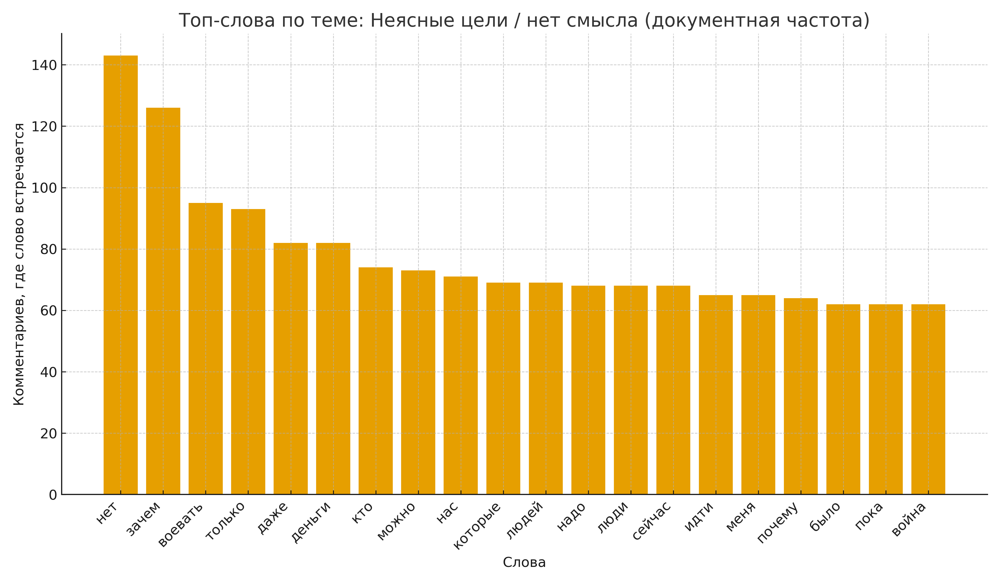 Топ-слова по теме: Неясные цели / нет смысла (документная частота)
Комментариев, где слово встречается
140
120
100
80
60
40
20
0
нет
зачем
воевать
только
даже
деньги
кто
можно
нас
которые
людей
надо
люди
сейчас
идти
меня
почему
было
пока
война
Слова